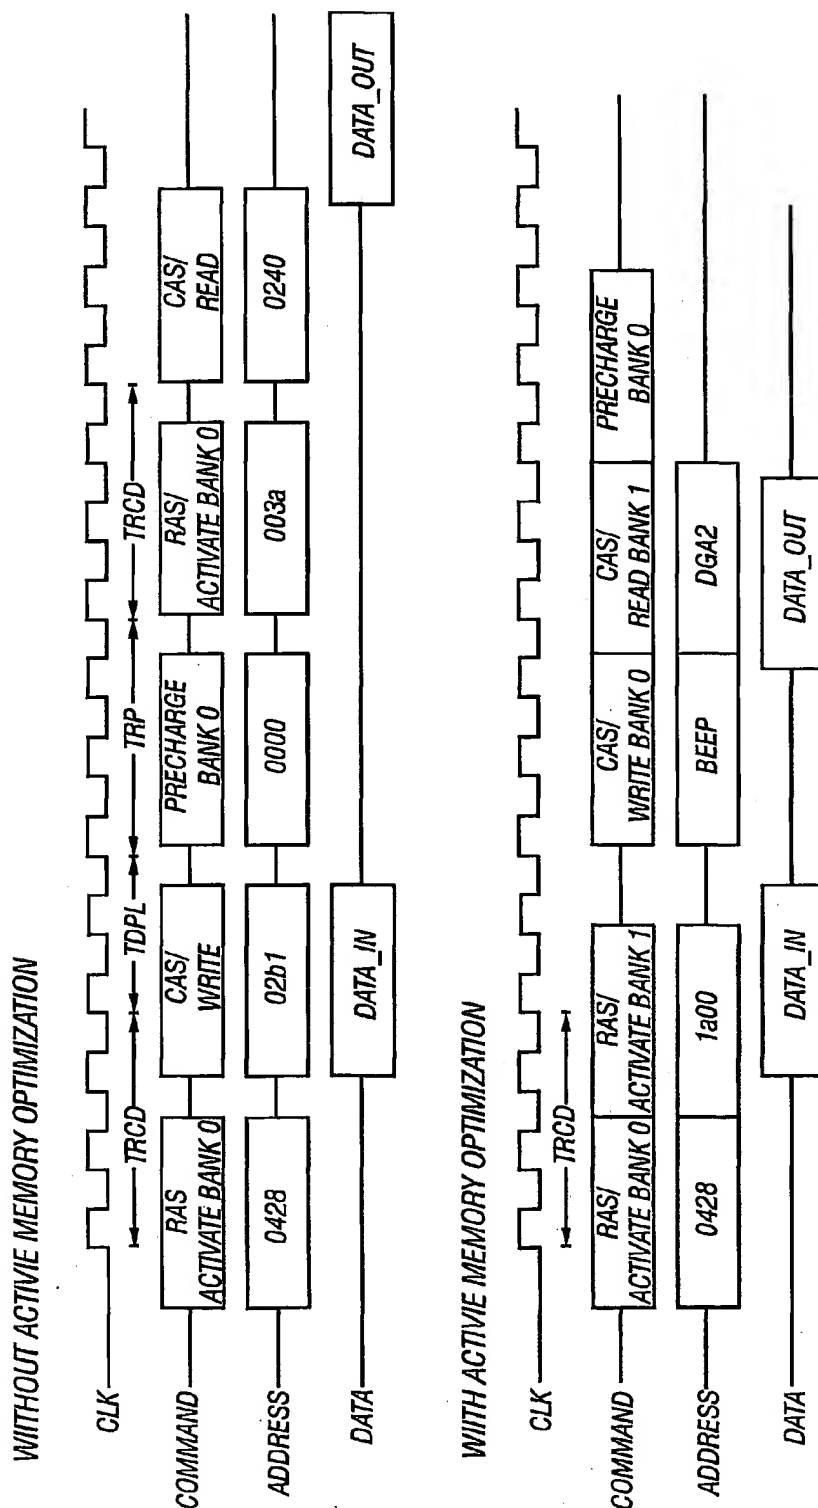 WIITHOUT ACTIVIE MEMORY OPTIMIZATION
CLK
TRCD
TDPL
TRP
TRCD
COMMAND
RAS
ACTIVATE BANK 0
CAS/
WRITE
PRECHARGE
BANK 0
RAS/
ACTIVATE BANK 0
CAS/
READ
ADDRESS
0428
02b1
0000
003a
0240
DATA
DATA_IN
DATA_OUT
WIITH ACTIVIE MEMORY OPTIMIZATION
CLK
TRCD
COMMAND
RAS/
ACTIVATE BANK 0
RAS/
ACTIVATE BANK 1
CAS/
WRITE BANK 0
CAS/
READ BANK 1
PRECHARGE
BANK 0
ADDRESS
0428
1a00
BEEP
DGA2
DATA
DATA_IN
DATA_OUT